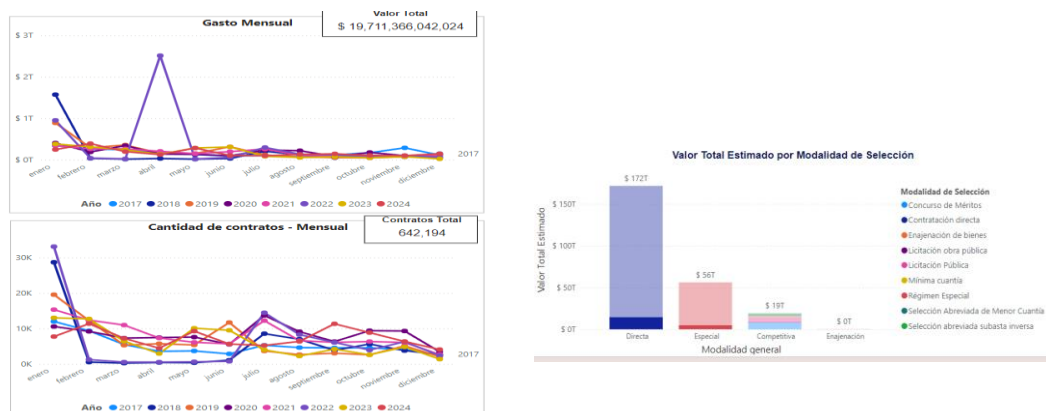 Gasto Mensual
Valor Total
$ 19,711,366,042,024
$ 3T
$ 2T
$ 1T
$ 0T
2017
enero
febrero
marzo
abril
mayo
junio
julio
agosto
septiembre
octubre
noviembre
diciembre
Año 2017 2018 2019 2020 2021 2022 2023 2024
Cantidad de contratos - Mensual
Contratos Total
642,194
30K
20K
10K
0K
2017
enero
febrero
marzo
abril
mayo
junio
julio
agosto
septiembre
octubre
noviembre
diciembre
Año 2017 2018 2019 2020 2021 2022 2023 2024
Valor Total Estimado por Modalidad de Selección
Valor Total Estimado
$ 150T
$ 100T
$ 50T
$ 0T
$ 172T
$ 56T
$ 19T
$ 0T
Directa
Especial
Competitiva
Enajenación
Modalidad general
Modalidad de Selección
Concurso de Méritos
Contratación directa
Enajenación de bienes
Licitación obra pública
Licitación Pública
Mínima cuantía
Régimen Especial
Selección Abreviada de Menor Cuantía
Selección abreviada subasta inversa